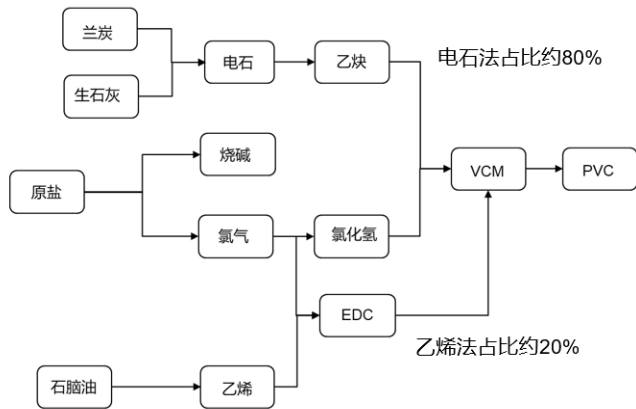 兰炭
电石
乙炔
电石法占比约80%
生石灰
烧碱
原盐
VCM
PVC
氯气
氯化氢
EDC
乙烯法占比约20%
石脑油
乙烯